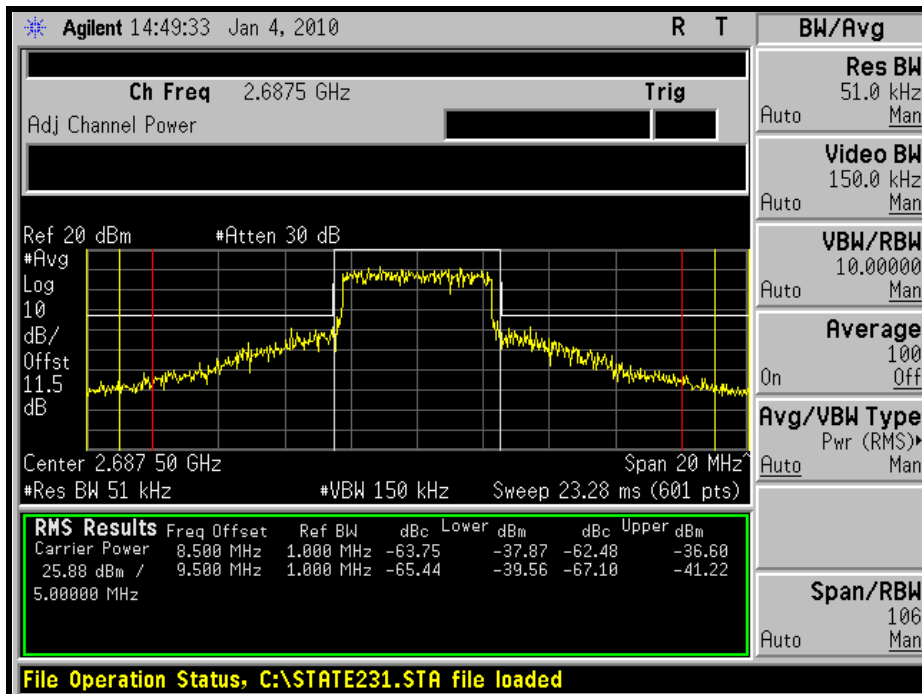 Agilent 14:49:33 Jan 4, 2010 R T
Ch Freq 2.6875 GHz Trig
Adj Channel Power
Ref 20 dBm #Atten 30 dB
#Avg
Log
10
dB/
Offst
11.5
dB
Center 2.687 50 GHz Span 20 MHz^
#Res BW 51 kHz #VBW 150 kHz Sweep 23.28 ms (601 pts)
RMS Results Freq Offset Ref BW dBc Lower dBm dBc Upper dBm
Carrier Power 8.500 MHz 1.000 MHz -63.75 -37.87 -62.48 -36.60
25.88 dBm / 9.500 MHz 1.000 MHz -65.44 -39.56 -67.10 -41.22
5.00000 MHz
File Operation Status, C:\STATE231.STA file loaded
BW/Avg
Res BW
51.0 kHz
Auto Man
Video BW
150.0 kHz
Auto Man
VBW/RBW
10.00000
Auto Man
Average
100
On Off
Avg/VBW Type
Pwr (RMS)▸
Auto Man
Span/RBW
106
Auto Man